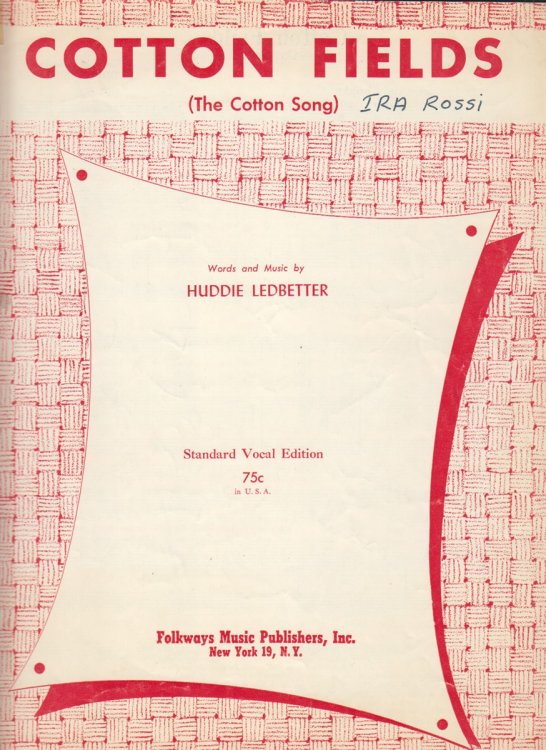 COTTON FIELDS
(The Cotton Song) IRA ROSSi
Words and Music by
HUDDIE LEDBETTER
Standard Vocal Edition
75c
in U. S. A.
Folkways Music Publishers, Inc.
New York 19, N. Y.